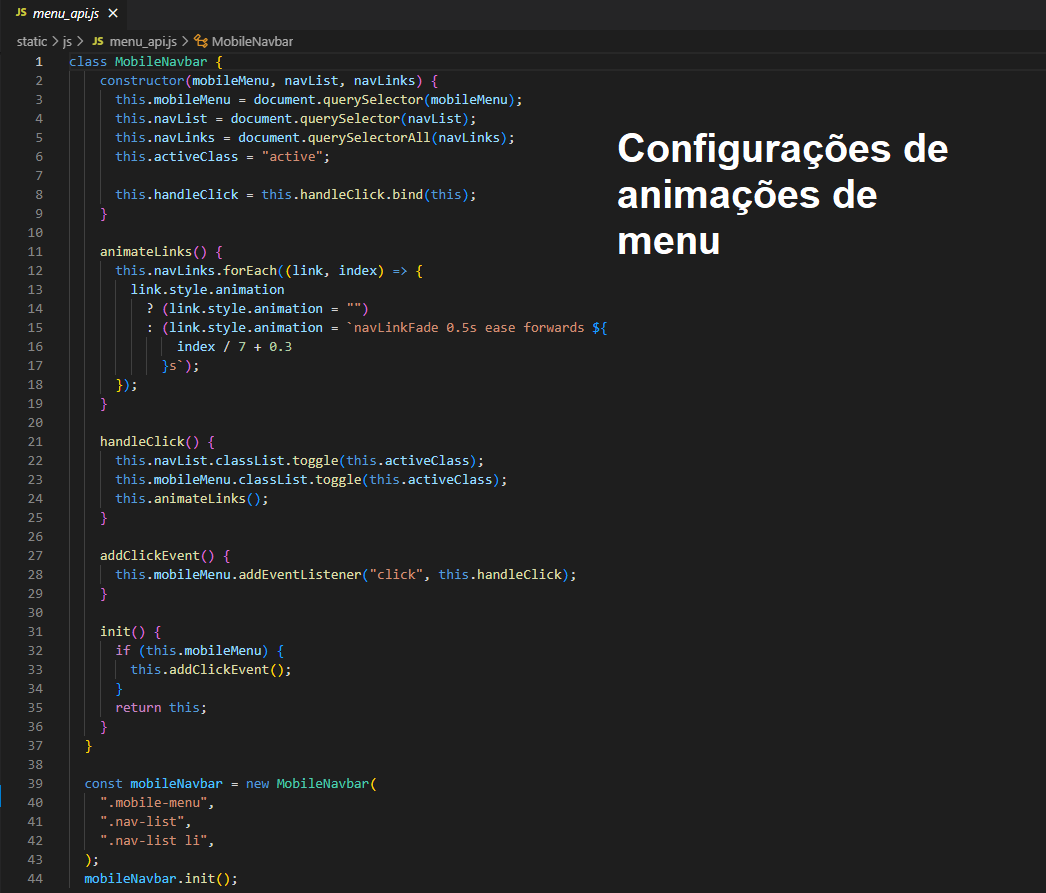 JS menu_api.js ×
static > js > JS menu_api.js > MobileNavbar
1 class MobileNavbar {
2 constructor(mobileMenu, navList, navLinks) {
3 this.mobileMenu = document.querySelector(mobileMenu);
4 this.navList = document.querySelector(navList);
5 this.navLinks = document.querySelectorAll(navLinks);
6 this.activeClass = "active";
7
8 this.handleClick = this.handleClick.bind(this);
9 }
10
11 animateLinks() {
12 this.navLinks.forEach((link, index) => {
13 link.style.animation
14 ? (link.style.animation = "")
15 : (link.style.animation = `navLinkFade 0.5s ease forwards ${
16 index / 7 + 0.3
17 }s`);
18 });
19 }
20
21 handleClick() {
22 this.navList.classList.toggle(this.activeClass);
23 this.mobileMenu.classList.toggle(this.activeClass);
24 this.animateLinks();
25 }
26
27 addClickEvent() {
28 this.mobileMenu.addEventListener("click", this.handleClick);
29 }
30
31 init() {
32 if (this.mobileMenu) {
33 this.addClickEvent();
34 }
35 return this;
36 }
37 }
38
39 const mobileNavbar = new MobileNavbar(
40 ".mobile-menu",
41 ".nav-list",
42 ".nav-list li",
43 );
44 mobileNavbar.init();
Configurações de
animações de
menu